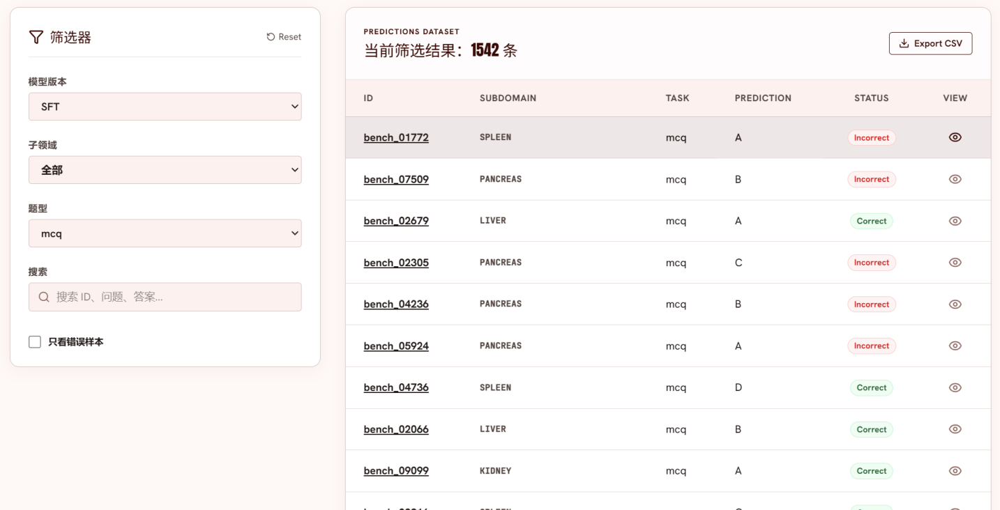 筛选器
Reset
模型版本
SFT
子领域
全部
题型
mcq
搜索
搜索 ID、问题、答案...
只看错误样本
PREDICTIONS DATASET
当前筛选结果：1542 条
Export CSV
ID SUBDOMAIN TASK PREDICTION STATUS VIEW
bench_01772 SPLEEN mcq A Incorrect
bench_07509 PANCREAS mcq B Incorrect
bench_02679 LIVER mcq A Correct
bench_02305 PANCREAS mcq C Incorrect
bench_04236 PANCREAS mcq B Incorrect
bench_05924 PANCREAS mcq A Incorrect
bench_04736 SPLEEN mcq D Correct
bench_02066 LIVER mcq B Correct
bench_09099 KIDNEY mcq A Correct